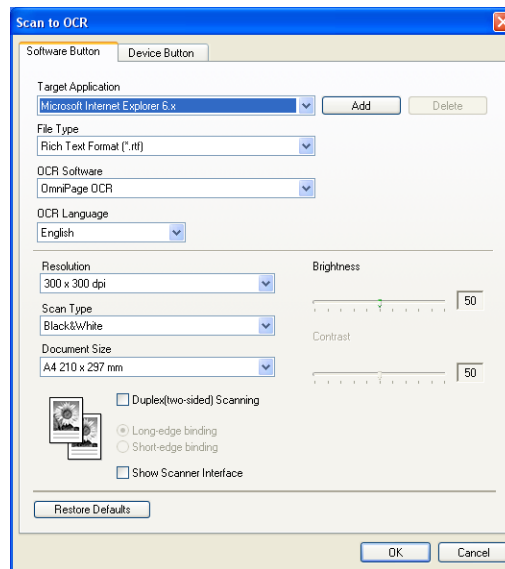 Scan to OCR
Software Button Device Button
Target Application
Microsoft Internet Explorer 6.x Add Delete
File Type
Rich Text Format (*.rtf)
OCR Software
OmniPage OCR
OCR Language
English
Resolution Brightness
300 x 300 dpi 50
Scan Type
Black&White Contrast
Document Size
A4 210 x 297 mm 50
Duplex(two-sided) Scanning
Long-edge binding
Short-edge binding
Show Scanner Interface
Restore Defaults
OK Cancel